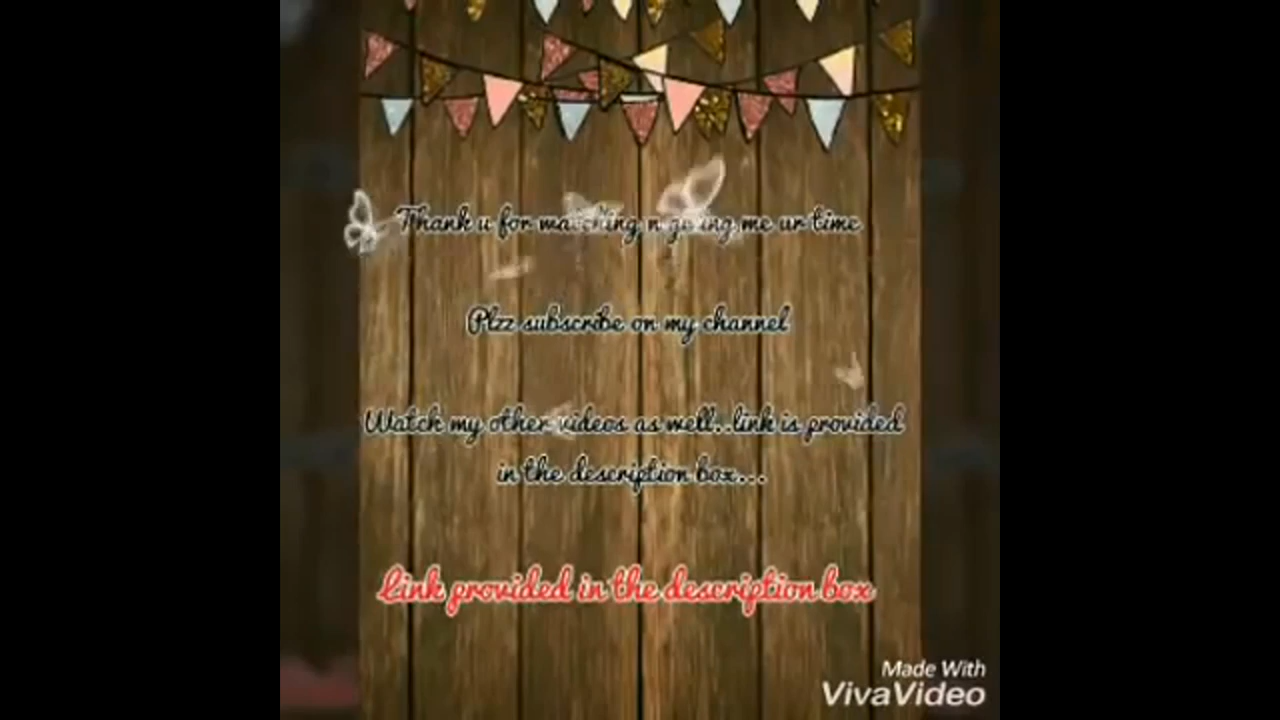 Thank u for watching n giving me ur time
Plzz subscribe on my channel
Watch my other videos as well..link is provided
in the description box...
Link provided in the description box
Made With
VivaVideo